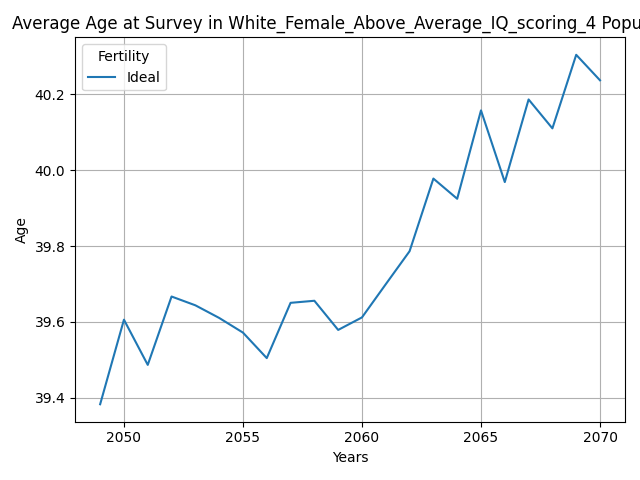 Average Age at Survey in White_Female_Above_Average_IQ_scoring_4 Popu
Fertility
Ideal
40.2
40.0
39.8
39.6
39.4
Age
2050 2055 2060 2065 2070
Years